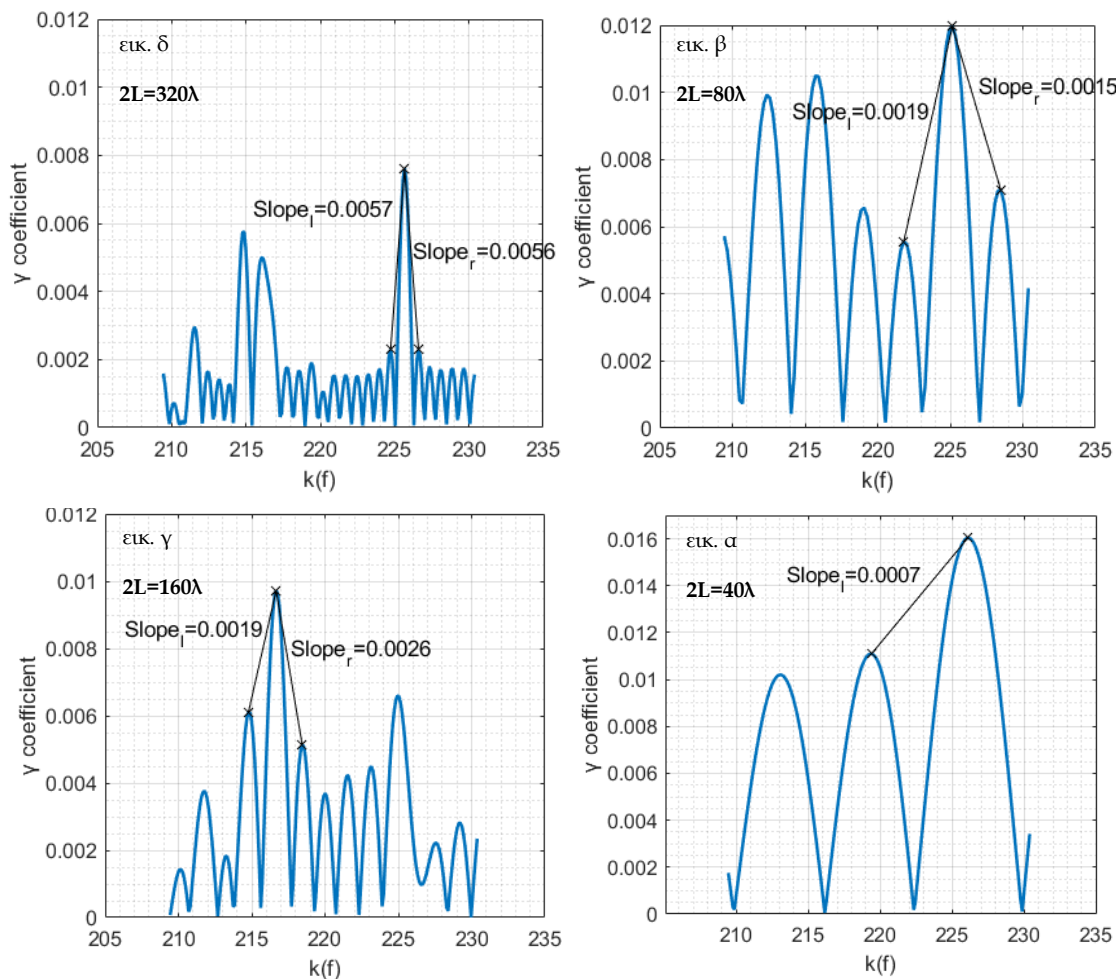 εικ. δ
2L=320λ
Slope_l=0.0057
Slope_r=0.0056
γ coefficient
0.012
0.01
0.008
0.006
0.004
0.002
0
205 210 215 220 225 230 235
k(f)
εικ. β
2L=80λ
Slope_l=0.0019
Slope_r=0.0015
γ coefficient
0.012
0.01
0.008
0.006
0.004
0.002
0
205 210 215 220 225 230 235
k(f)
εικ. γ
2L=160λ
Slope_l=0.0019
Slope_r=0.0026
γ coefficient
0.012
0.01
0.008
0.006
0.004
0.002
0
205 210 215 220 225 230 235
k(f)
εικ. α
2L=40λ
Slope_l=0.0007
γ coefficient
0.016
0.014
0.012
0.01
0.008
0.006
0.004
0.002
0
210 215 220 225 230 235
k(f)